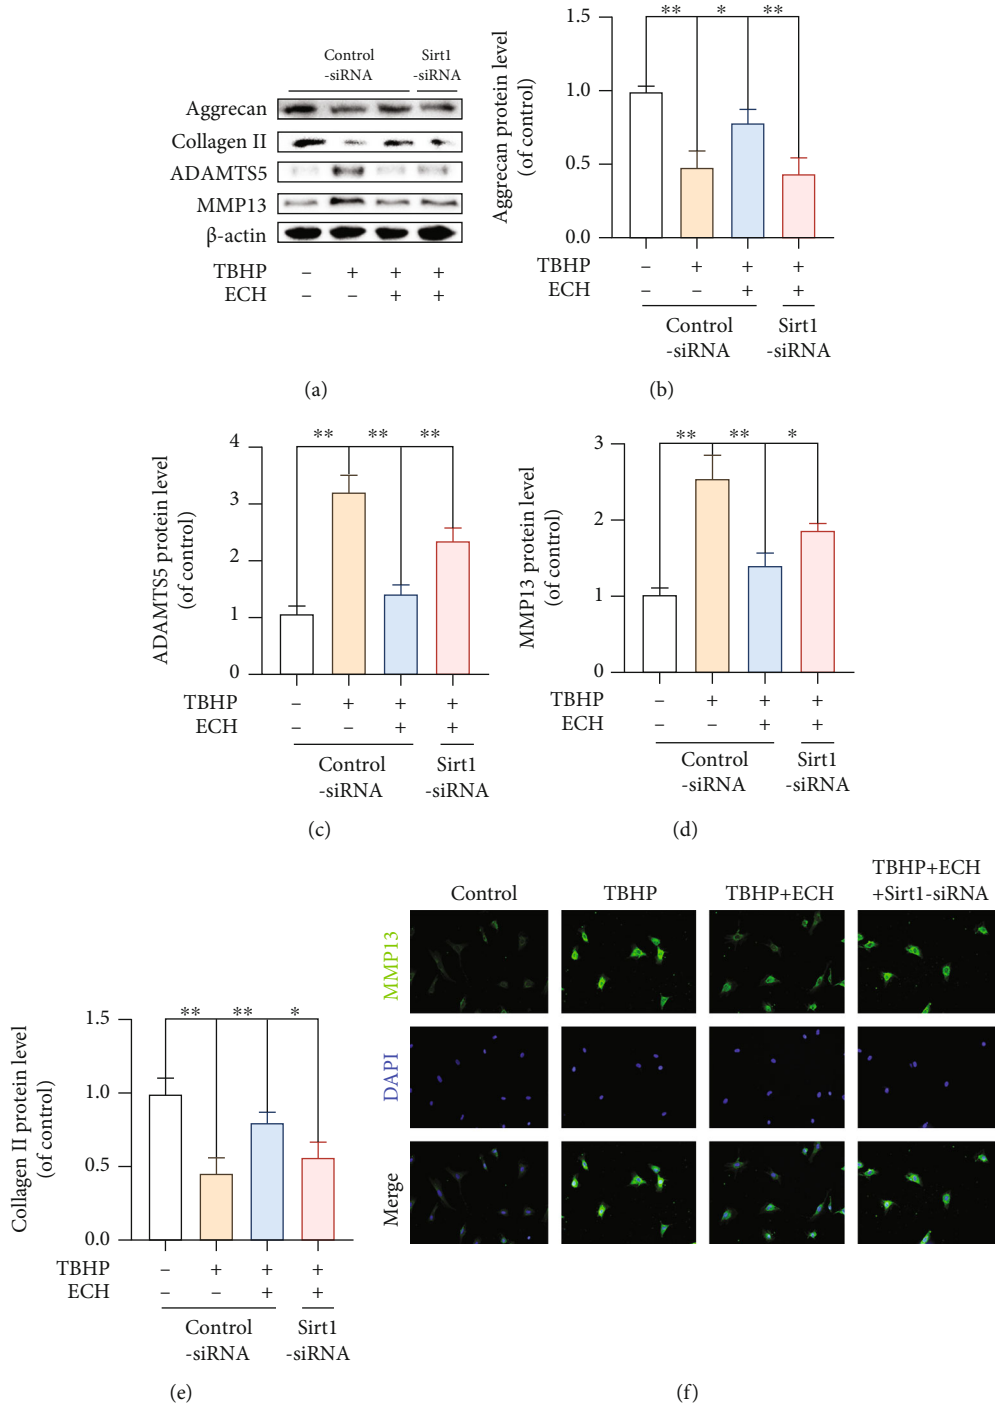 Control
-siRNA
Sirt1
-siRNA
Aggrecan
Collagen II
ADAMTS5
MMP13
β-actin
TBHP – + + +
ECH – – + +
(a)
Aggrecan protein level
(of control)
1.5
1.0
0.5
0.0
** * **
TBHP – + + +
ECH – – + +
Control
-siRNA
Sirt1
-siRNA
(b)
ADAMTS5 protein level
(of control)
4
3
2
1
0
** ** **
TBHP – + + +
ECH – – + +
Control
-siRNA
Sirt1
-siRNA
(c)
MMP13 protein level
(of control)
3
2
1
0
** ** *
TBHP – + + +
ECH – – + +
Control
-siRNA
Sirt1
-siRNA
(d)
Collagen II protein level
(of control)
1.5
1.0
0.5
0.0
** ** *
TBHP – + + +
ECH – – + +
Control
-siRNA
Sirt1
-siRNA
(e)
Control
TBHP
TBHP+ECH
TBHP+ECH
+Sirt1-siRNA
MMP13
DAPI
Merge
(f)